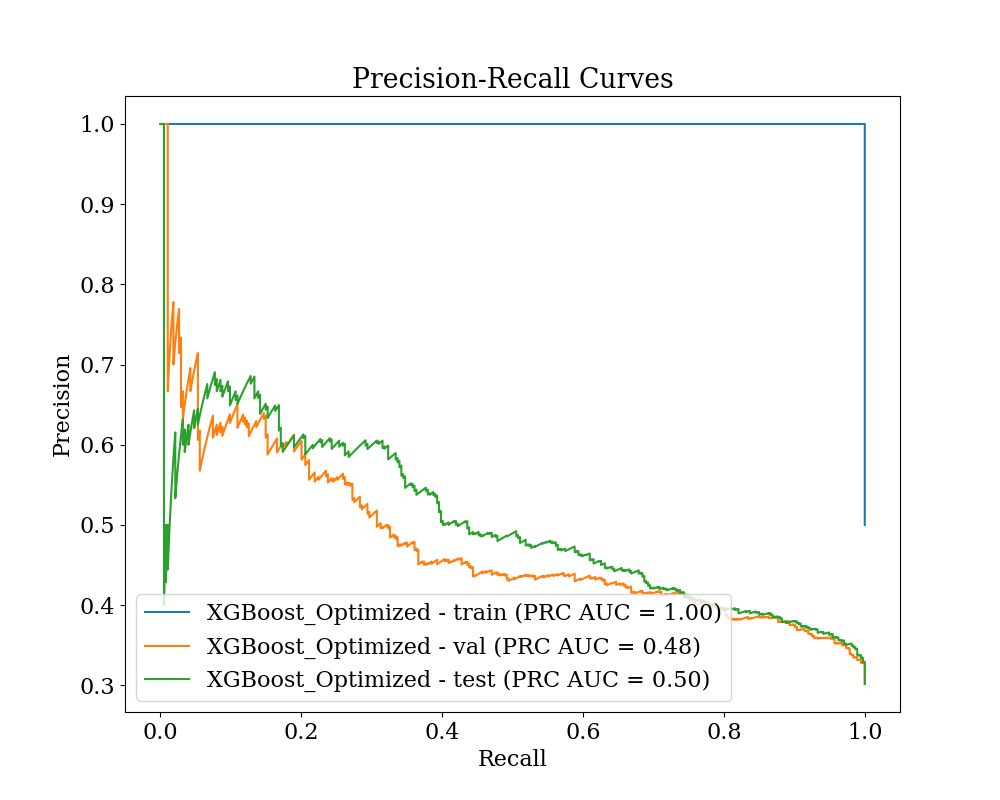 Precision-Recall Curves
1.0
0.9
0.8
0.7
0.6
0.5
0.4
0.3
Precision
XGBoost_Optimized - train (PRC AUC = 1.00)
XGBoost_Optimized - val (PRC AUC = 0.48)
XGBoost_Optimized - test (PRC AUC = 0.50)
0.0 0.2 0.4 0.6 0.8 1.0
Recall